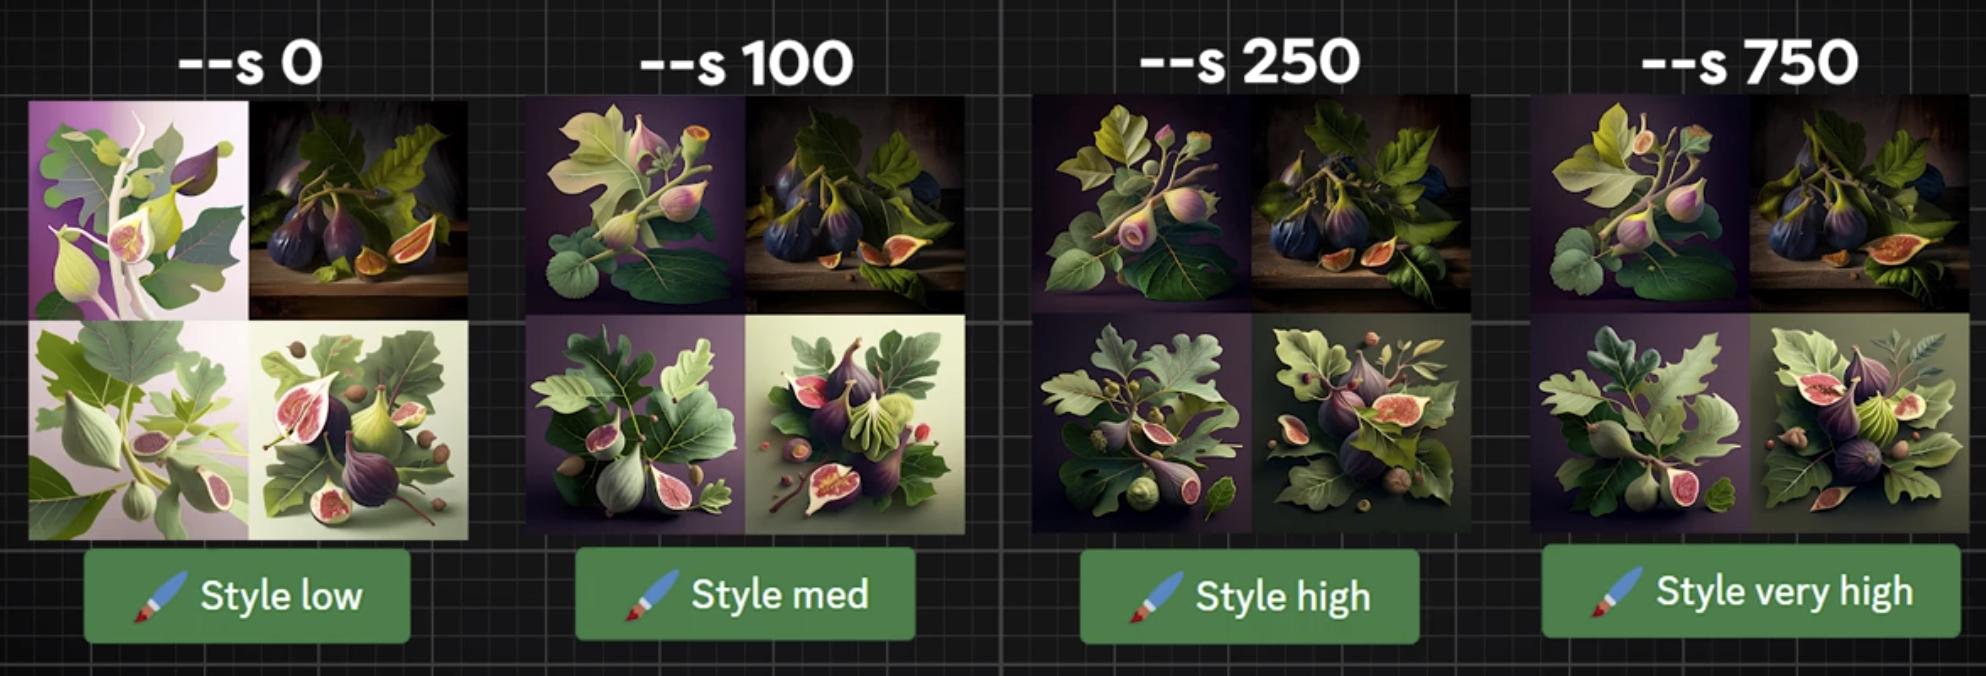 --s 0
--s 100
--s 250
--s 750
Style low
Style med
Style high
Style very high